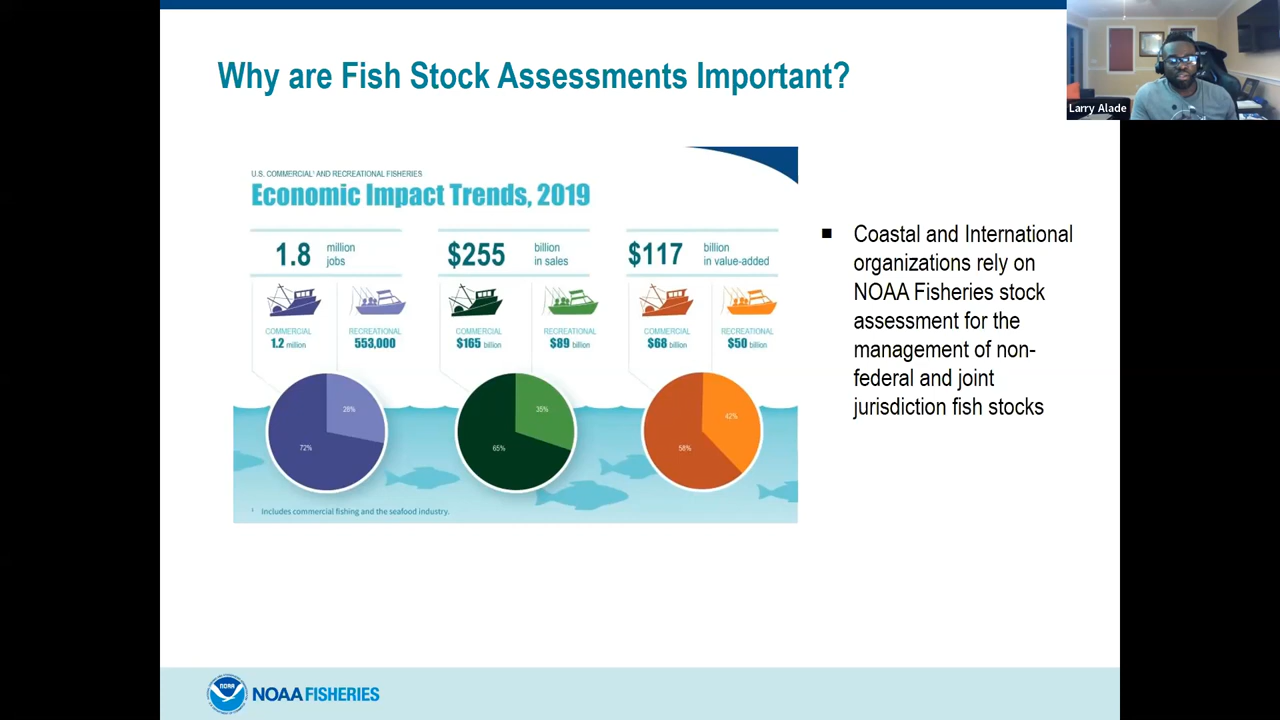 Why are Fish Stock Assessments Important?
Larry Alade
U.S. COMMERCIAL¹ AND RECREATIONAL FISHERIES
Economic Impact Trends, 2019
1.8 million jobs
$255 billion in sales
$117 billion in value-added
COMMERCIAL
1.2 million
RECREATIONAL
553,000
COMMERCIAL
$165 billion
RECREATIONAL
$89 billion
COMMERCIAL
$68 billion
RECREATIONAL
$50 billion
28%
72%
35%
65%
42%
58%
¹ Includes commercial fishing and the seafood industry.
■ Coastal and International
organizations rely on
NOAA Fisheries stock
assessment for the
management of non-
federal and joint
jurisdiction fish stocks
NOAA
NOAA FISHERIES